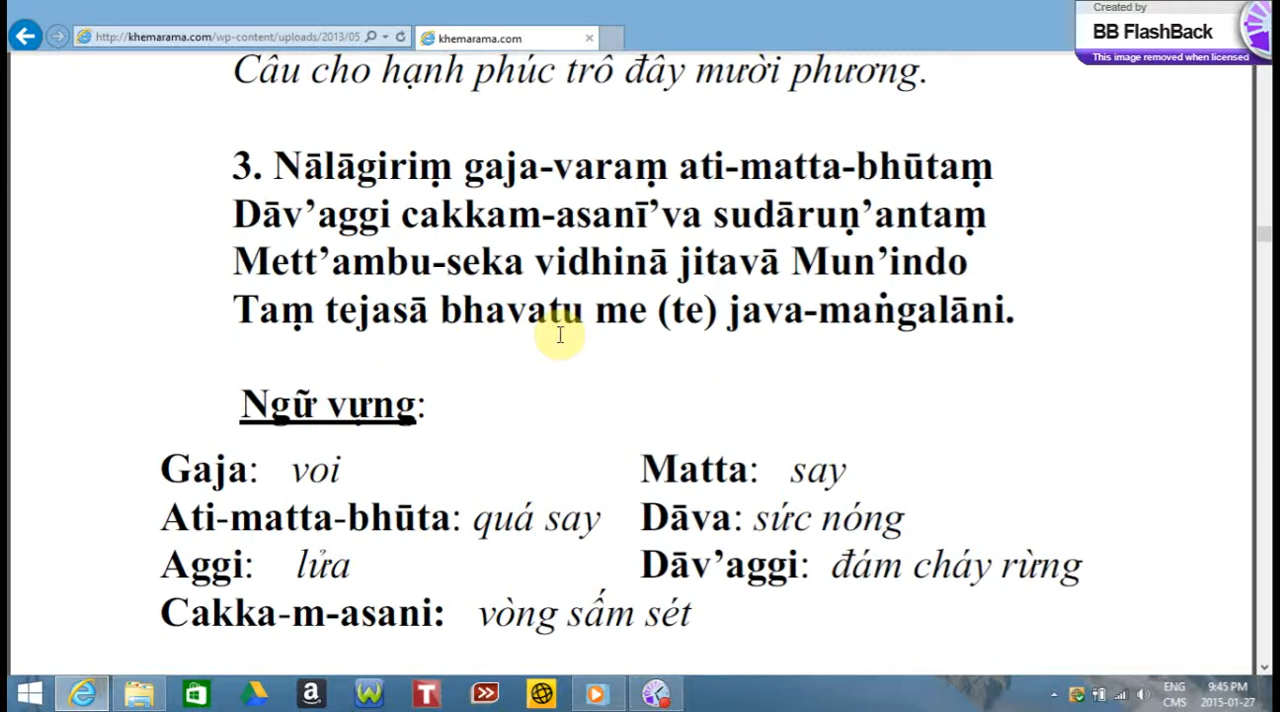 Created by
BB FlashBack
This image removed when licensed
http://khemarama.com/wp-content/uploads/2013/05
khemarama.com
Câu cho hạnh phúc trô đây mười phương.
3. Nālāgiriṃ gaja-varaṃ ati-matta-bhūtaṃ
Dāv’aggi cakkam-asanī’va sudāruṇ’antaṃ
Mett’ambu-seka vidhinā jitavā Mun’indo
Taṃ tejasā bhavatu me (te) java-maṅgalāni.
Ngữ vựng:
Gaja: voi Matta: say
Ati-matta-bhūta: quá say Dāva: sức nóng
Aggi: lửa Dāv’aggi: đám cháy rừng
Cakka-m-asani: vòng sấm sét
ENG 9:45 PM
CMS 2015-01-27